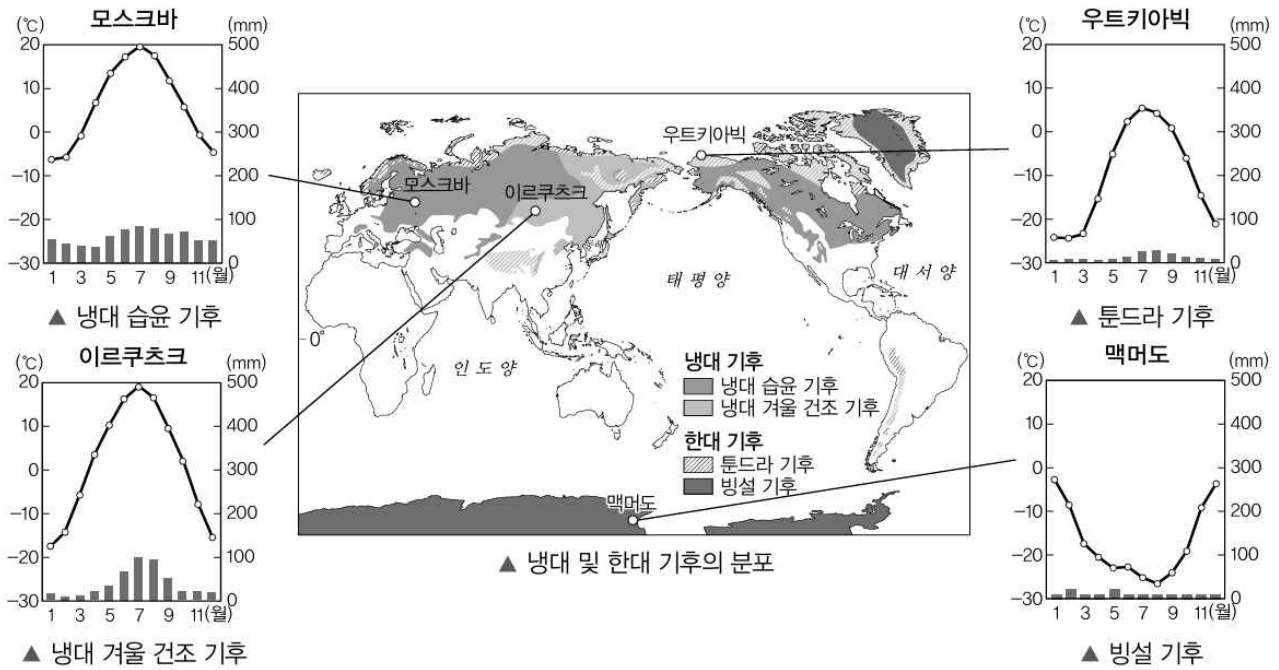 모스크바
(℃) (mm)
20 500
10 400
0 300
−10 200
−20 100
−30 0
1 3 5 7 9 11(월)
▲ 냉대 습윤 기후
이르쿠츠크
(℃) (mm)
20 500
10 400
0 300
−10 200
−20 100
−30 0
1 3 5 7 9 11(월)
▲ 냉대 겨울 건조 기후
우트키아빅
모스크바
이르쿠츠크
태평양
대서양
0°
인도양
냉대 기후
냉대 습윤 기후
냉대 겨울 건조 기후
한대 기후
툰드라 기후
빙설 기후
맥머도
▲ 냉대 및 한대 기후의 분포
우트키아빅
(℃) (mm)
20 500
10 400
0 300
−10 200
−20 100
−30 0
1 3 5 7 9 11(월)
▲ 툰드라 기후
맥머도
(℃) (mm)
20 500
10 400
0 300
−10 200
−20 100
−30 0
1 3 5 7 9 11(월)
▲ 빙설 기후